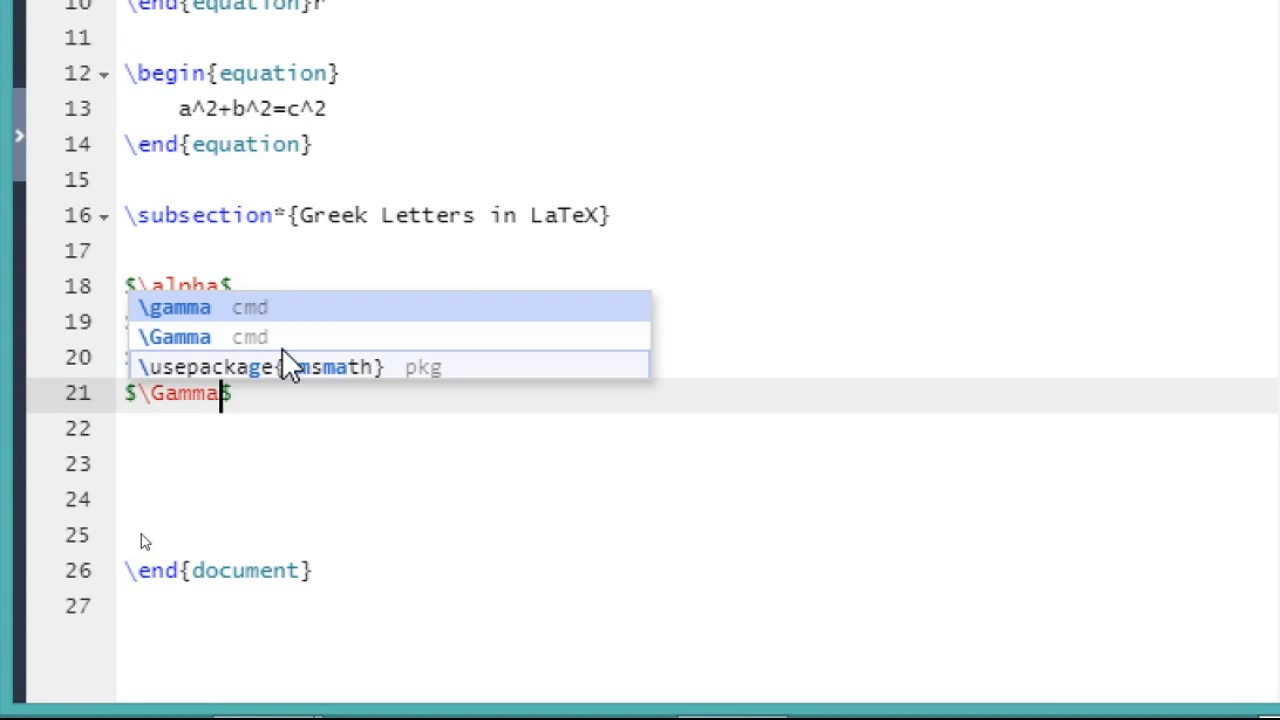 10 \end{equation}r
11
12 \begin{equation}
13 a^2+b^2=c^2
14 \end{equation}
15
16 \subsection*{Greek Letters in LaTeX}
17
18 $\alpha$
\gamma cmd
19
\Gamma cmd
20
\usepackage{amsmath} pkg
21 $\Gamma$
22
23
24
25
26 \end{document}
27